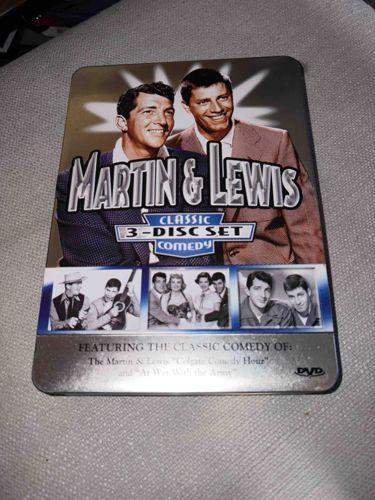 MARTIN & LEWIS
CLASSIC
3-DISC SET
COMEDY
FEATURING THE CLASSIC COMEDY OF:
The Martin & Lewis "Colgate Comedy Hour"
and "At War With the Army"
DVD